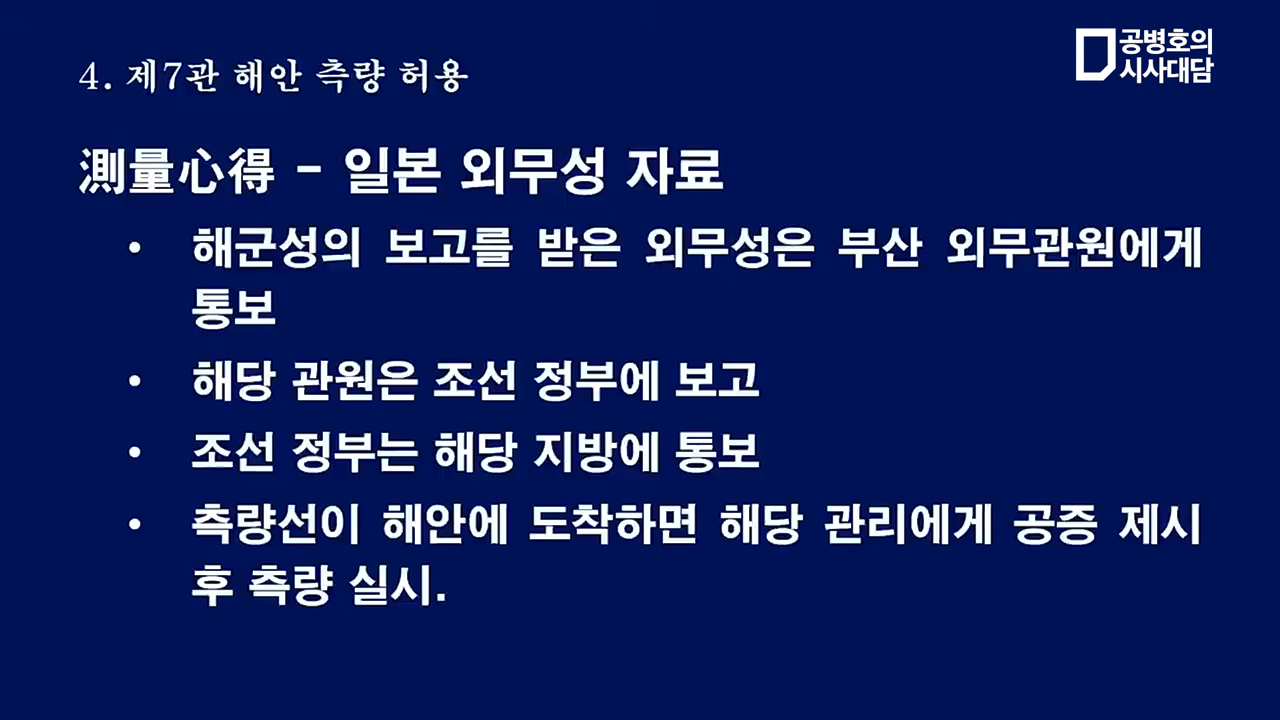 공병호의
시사대담
4. 제7관 해안 측량 허용
測量心得 - 일본 외무성 자료
• 해군성의 보고를 받은 외무성은 부산 외무관원에게
통보
• 해당 관원은 조선 정부에 보고
• 조선 정부는 해당 지방에 통보
• 측량선이 해안에 도착하면 해당 관리에게 공증 제시
후 측량 실시.